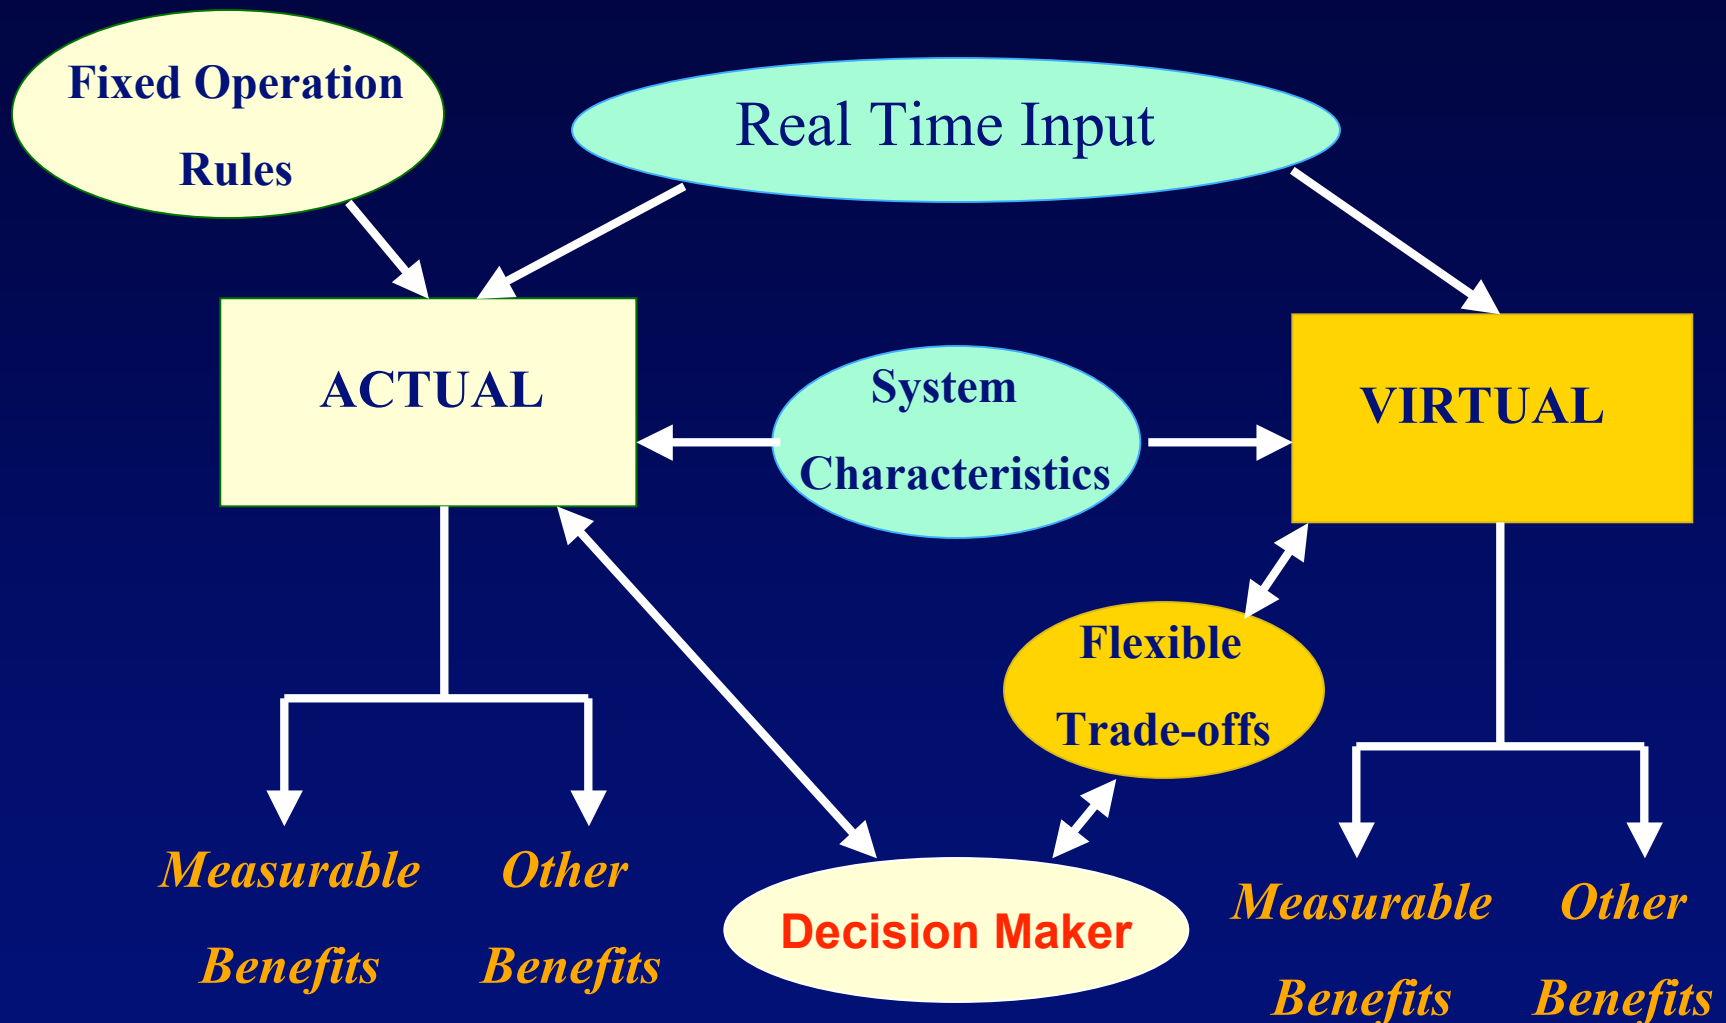 Fixed Operation
Rules
Real Time Input
ACTUAL
System
Characteristics
VIRTUAL
Flexible
Trade-offs
Measurable
Benefits
Other
Benefits
Decision Maker
Measurable
Benefits
Other
Benefits